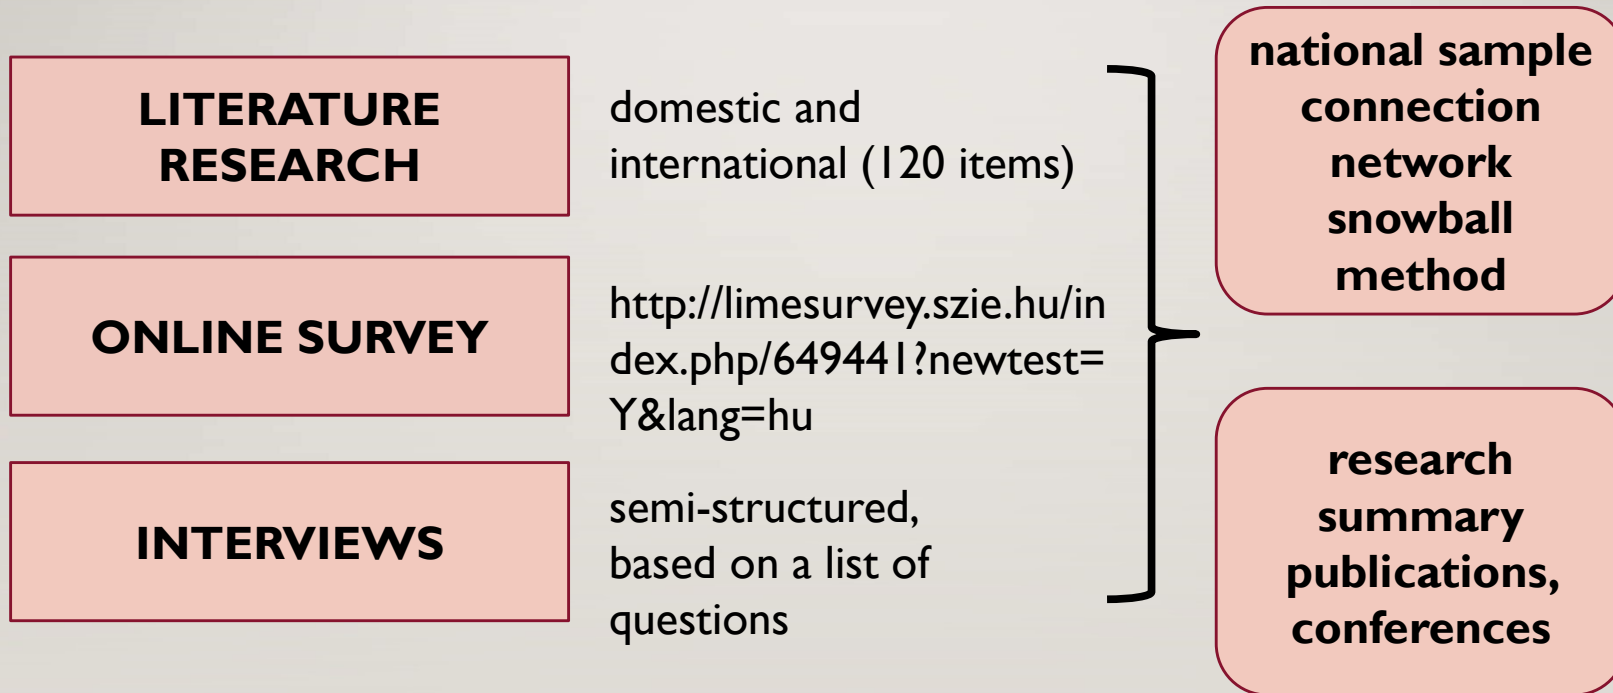 LITERATURE
RESEARCH
domestic and
international (120 items)
ONLINE SURVEY
http://limesurvey.szie.hu/in
dex.php/649441?newtest=
Y&lang=hu
INTERVIEWS
semi-structured,
based on a list of
questions
national sample
connection
network
snowball
method
research
summary
publications,
conferences